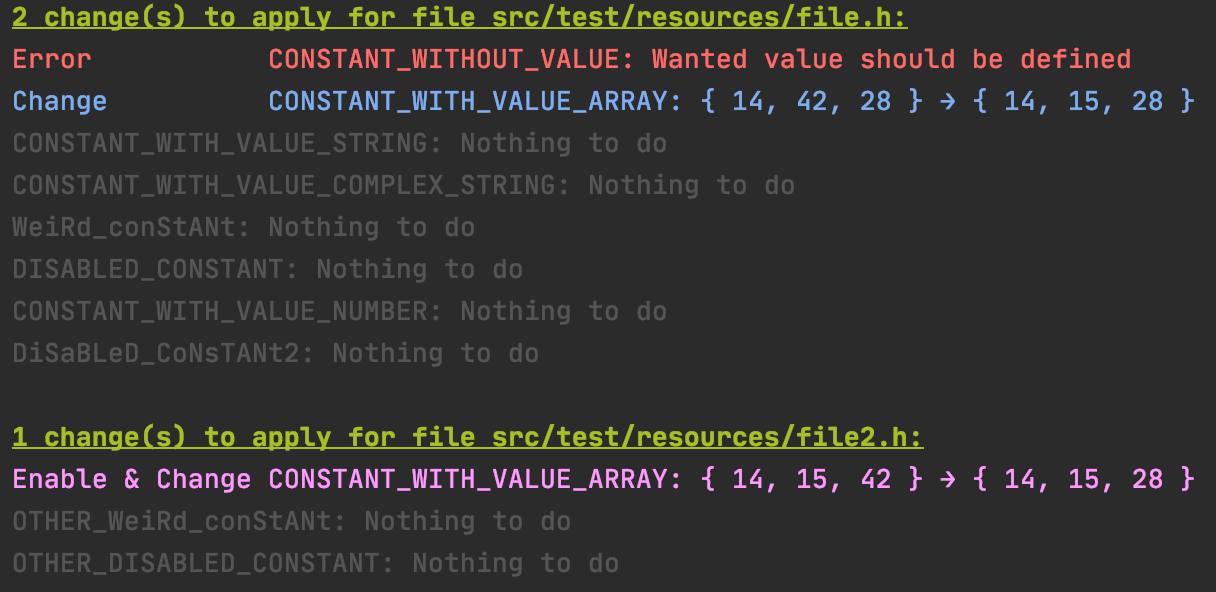 2 change(s) to apply for file src/test/resources/file.h:
Error           CONSTANT_WITHOUT_VALUE: Wanted value should be defined
Change          CONSTANT_WITH_VALUE_ARRAY: { 14, 42, 28 } → { 14, 15, 28 }
CONSTANT_WITH_VALUE_STRING: Nothing to do
CONSTANT_WITH_VALUE_COMPLEX_STRING: Nothing to do
WeiRd_conStANt: Nothing to do
DISABLED_CONSTANT: Nothing to do
CONSTANT_WITH_VALUE_NUMBER: Nothing to do
DiSaBLeD_CoNsTANt2: Nothing to do
1 change(s) to apply for file src/test/resources/file2.h:
Enable & Change CONSTANT_WITH_VALUE_ARRAY: { 14, 15, 42 } → { 14, 15, 28 }
OTHER_WeiRd_conStANt: Nothing to do
OTHER_DISABLED_CONSTANT: Nothing to do